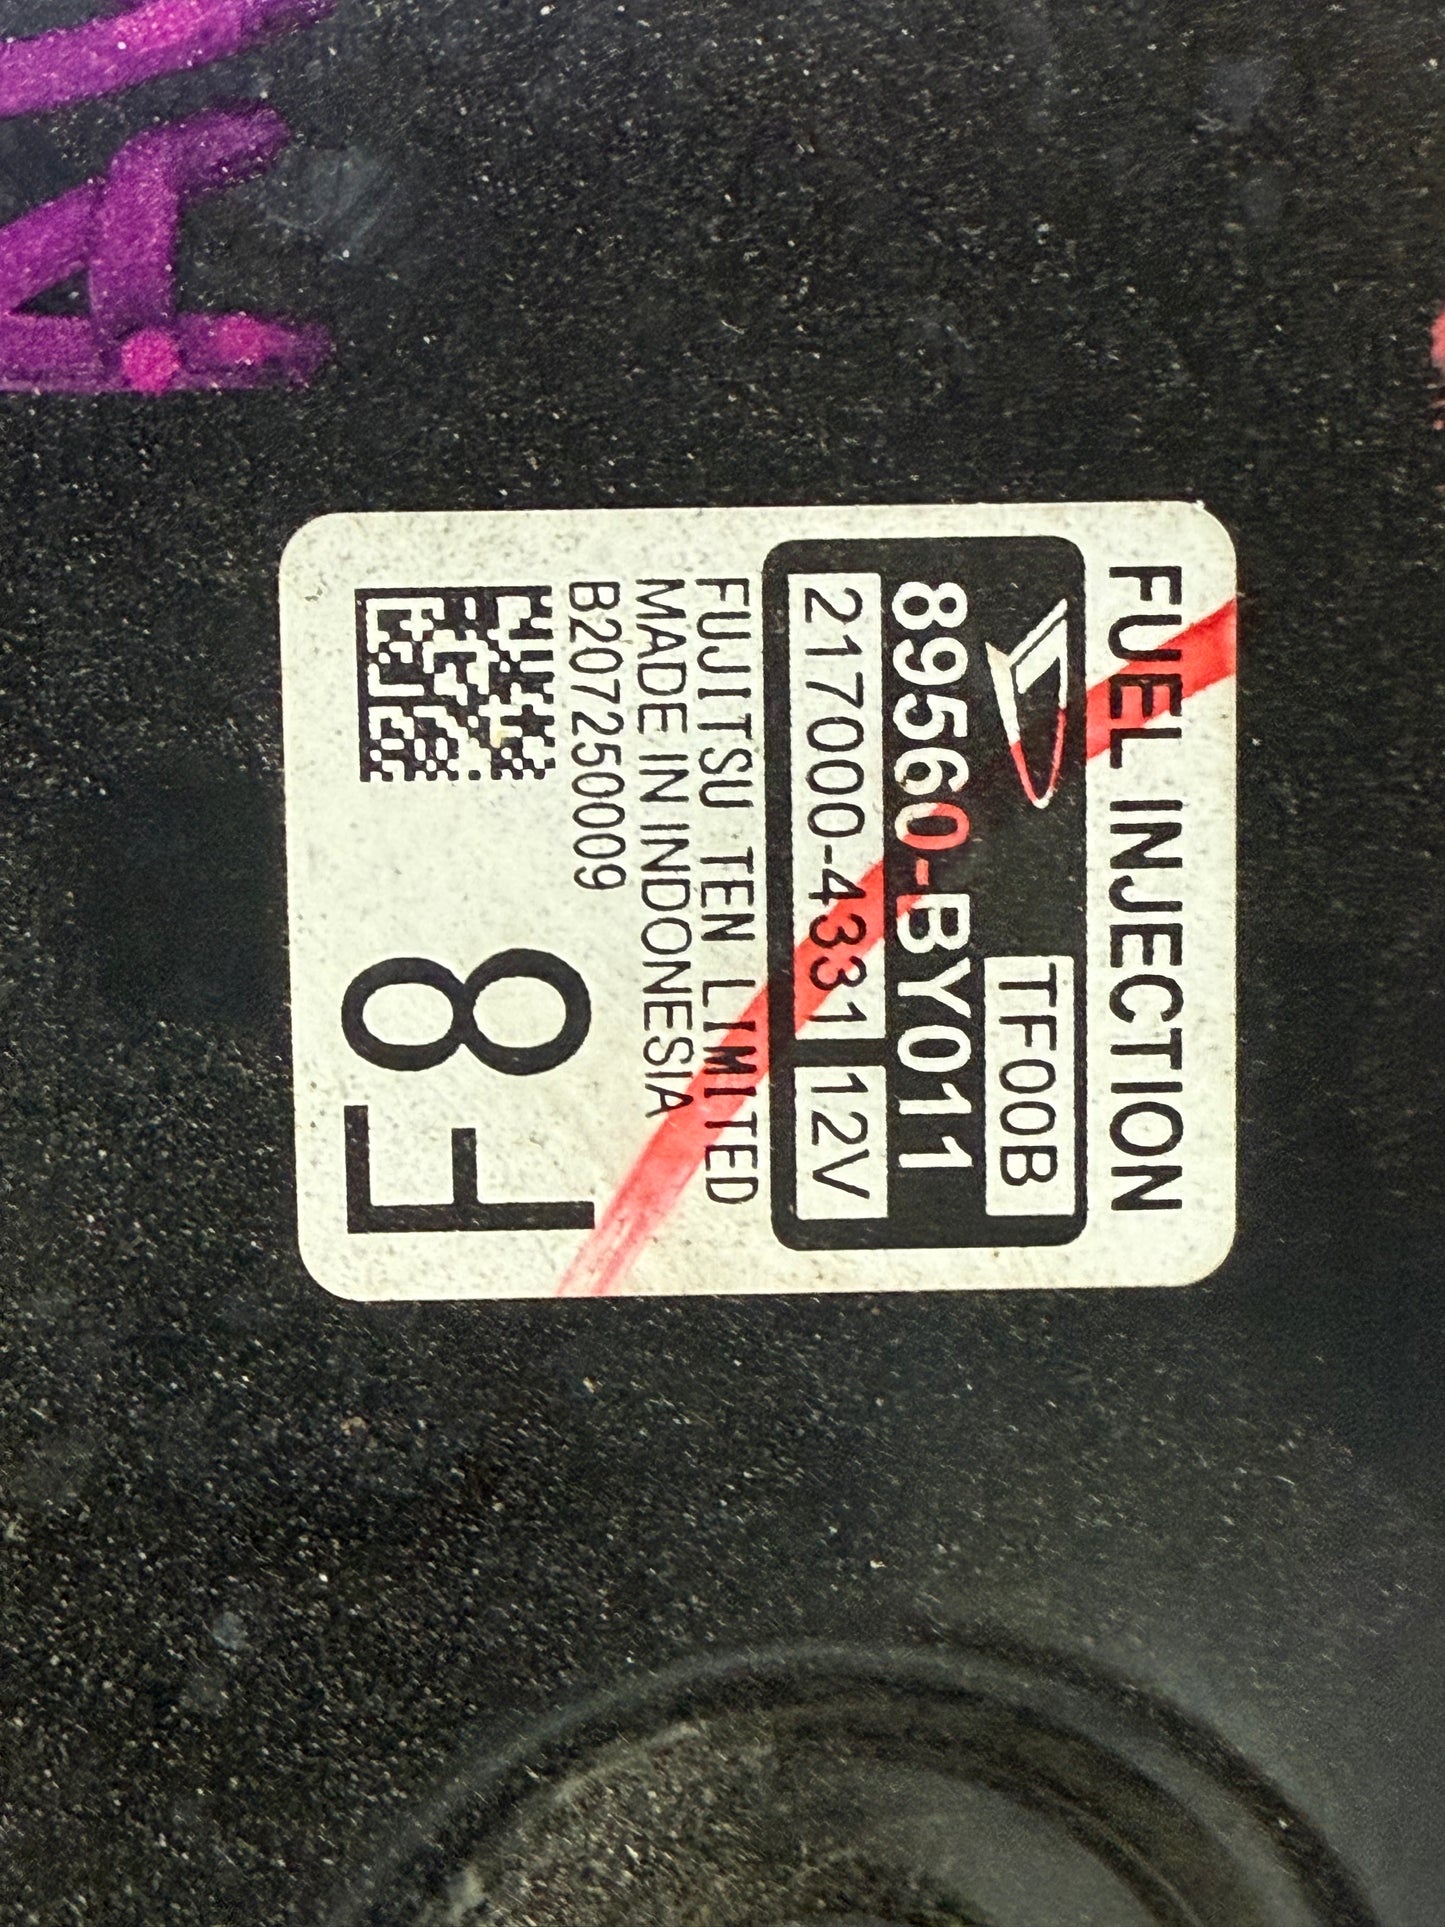 FUEL INJECTION
TF00B
89560-BY011
217000-4331 12V
FUJITSU TEN LIMITED
MADE IN INDONESIA
B207250009
F8